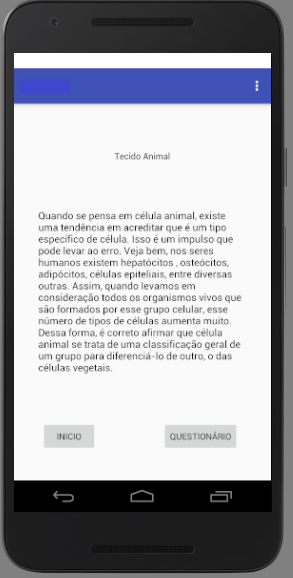 Tecido Animal
Quando se pensa em célula animal, existe
uma tendência em acreditar que é um tipo
específico de célula. Isso é um impulso que
pode levar ao erro. Veja bem, nos seres
humanos existem hepatócitos , osteócitos,
adipócitos, células epiteliais, entre diversas
outras. Assim, quando levamos em
consideração todos os organismos vivos que
são formados por esse grupo celular, esse
número de tipos de células aumenta muito.
Dessa forma, é correto afirmar que célula
animal se trata de uma classificação geral de
um grupo para diferenciá-lo de outro, o das
células vegetais.
INICIO QUESTIONÁRIO